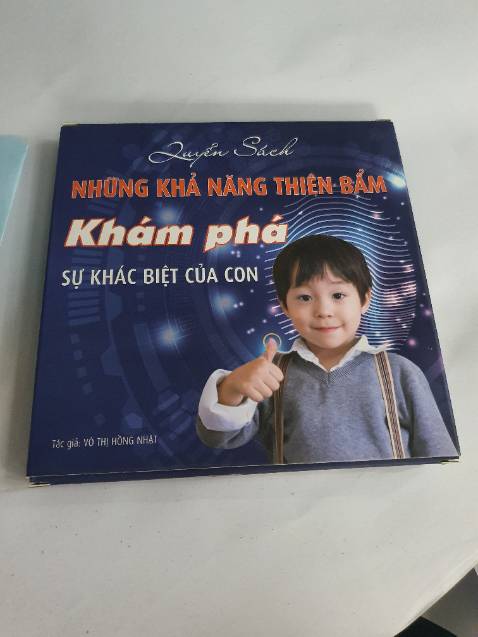 Quyển Sách
NHỮNG KHẢ NĂNG THIÊN BẨM
Khám phá
SỰ KHÁC BIỆT CỦA CON
Tác giả: VÕ THỊ HỒNG NHẬT